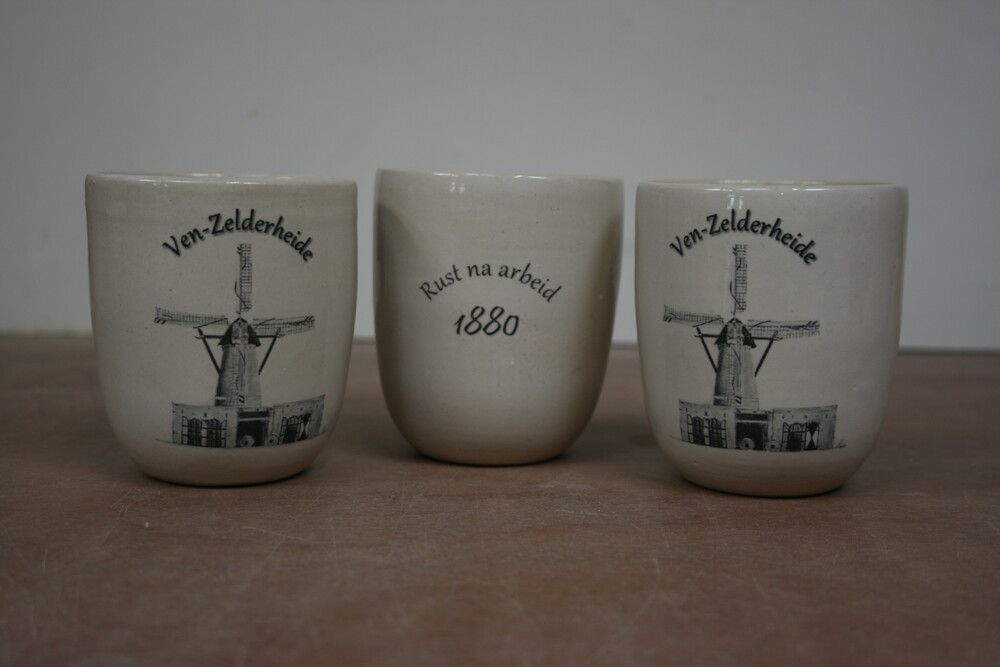 Ven-Zelderheide
Rust na arbeid
1880
Ven-Zelderheide